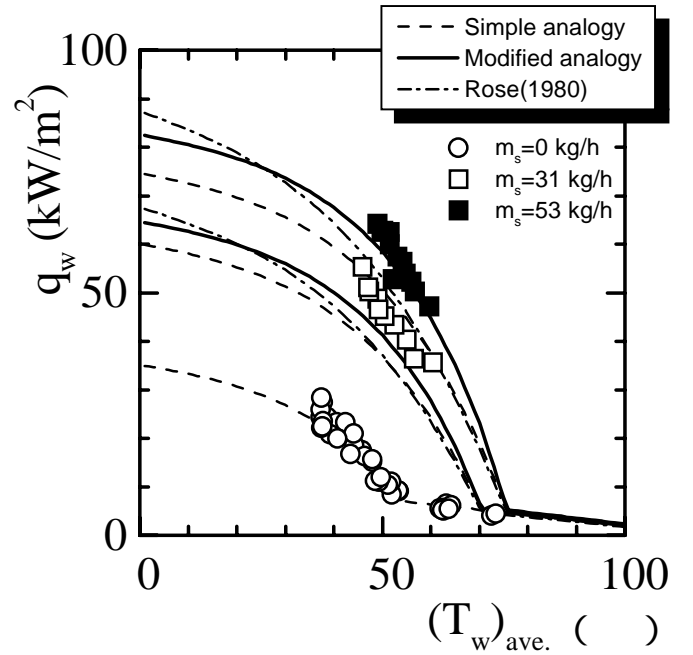 Simple analogy
Modified analogy
Rose(1980)
m_s=0 kg/h
m_s=31 kg/h
m_s=53 kg/h
q_w (kW/m^2)
100
50
0
0 50 100
(T_w)_ave. ( )